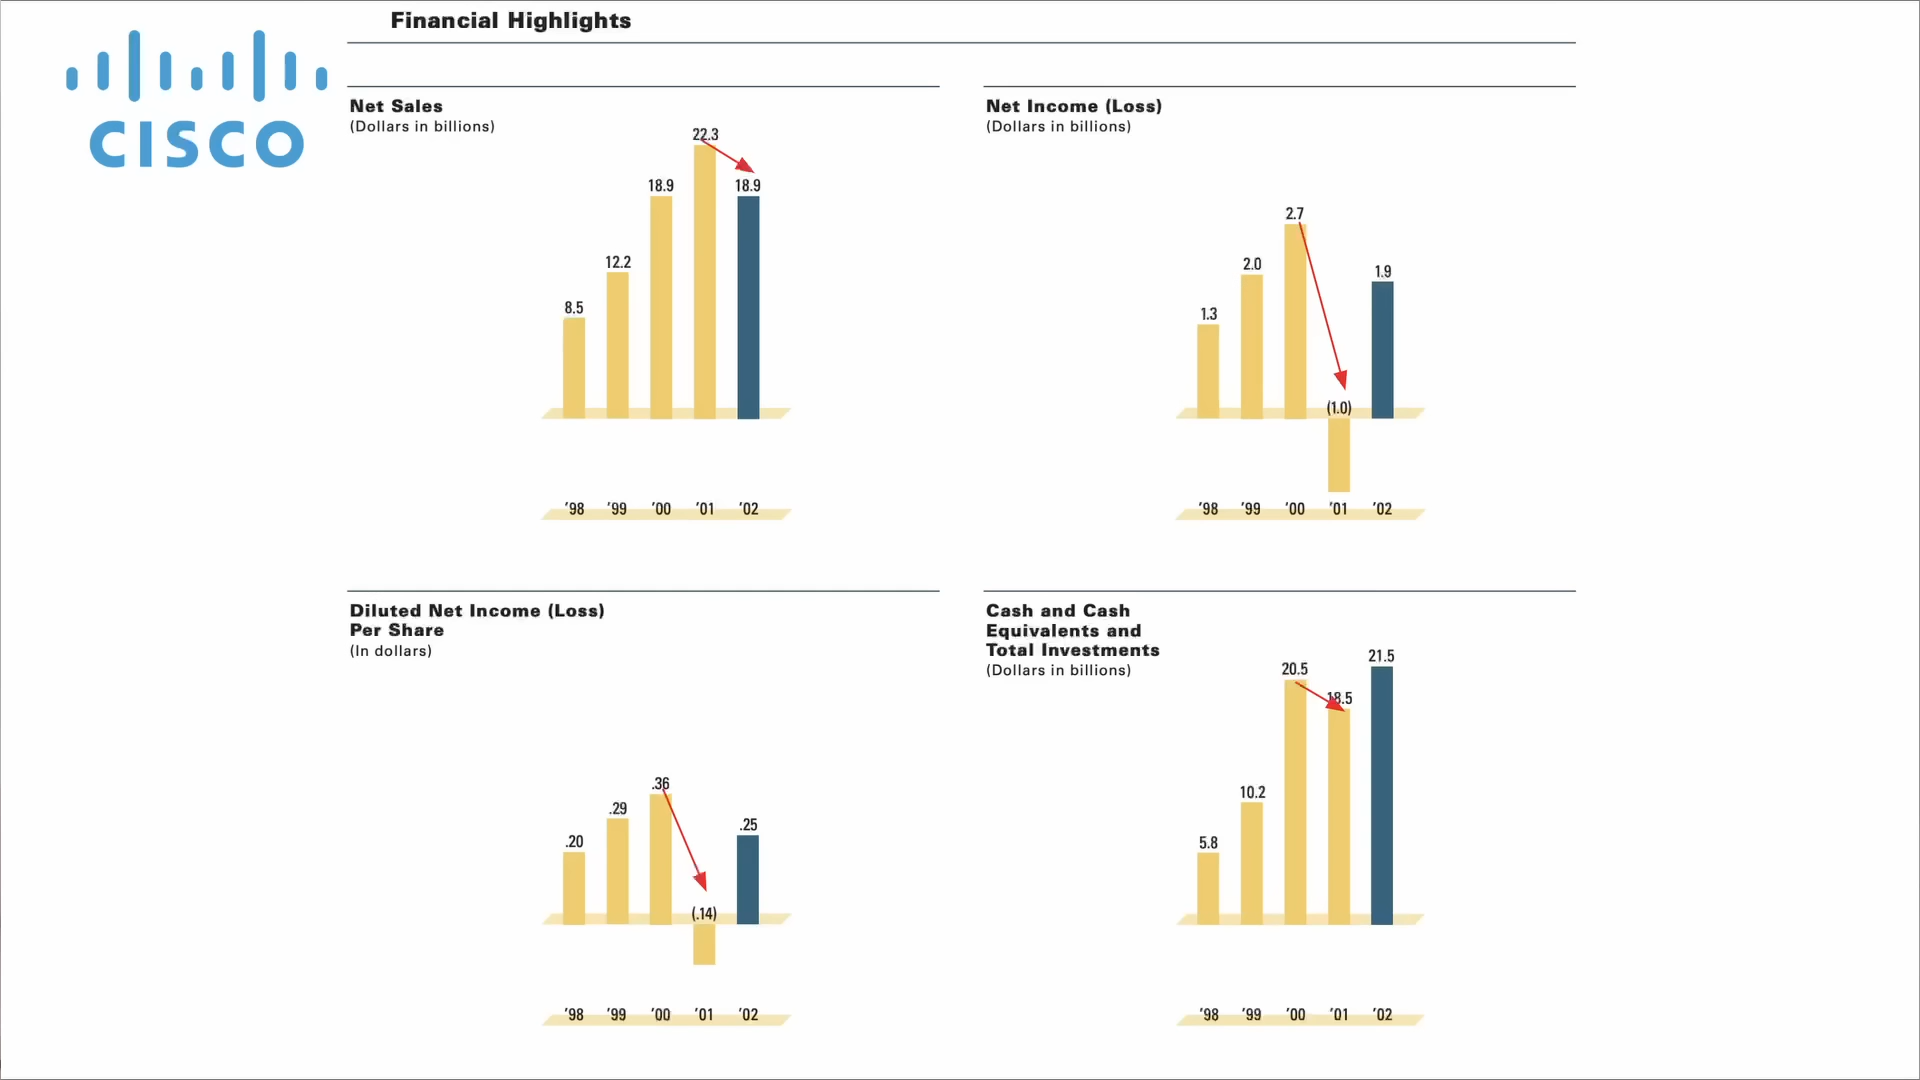 Financial Highlights
CISCO
Net Sales
(Dollars in billions)
22.3
18.9
18.9
12.2
8.5
'98 '99 '00 '01 '02
Net Income (Loss)
(Dollars in billions)
2.7
2.0
1.9
1.3
(1.0)
'98 '99 '00 '01 '02
Diluted Net Income (Loss)
Per Share
(In dollars)
.36
.29
.25
.20
(.14)
'98 '99 '00 '01 '02
Cash and Cash
Equivalents and
Total Investments
(Dollars in billions)
21.5
20.5
18.5
10.2
5.8
'98 '99 '00 '01 '02